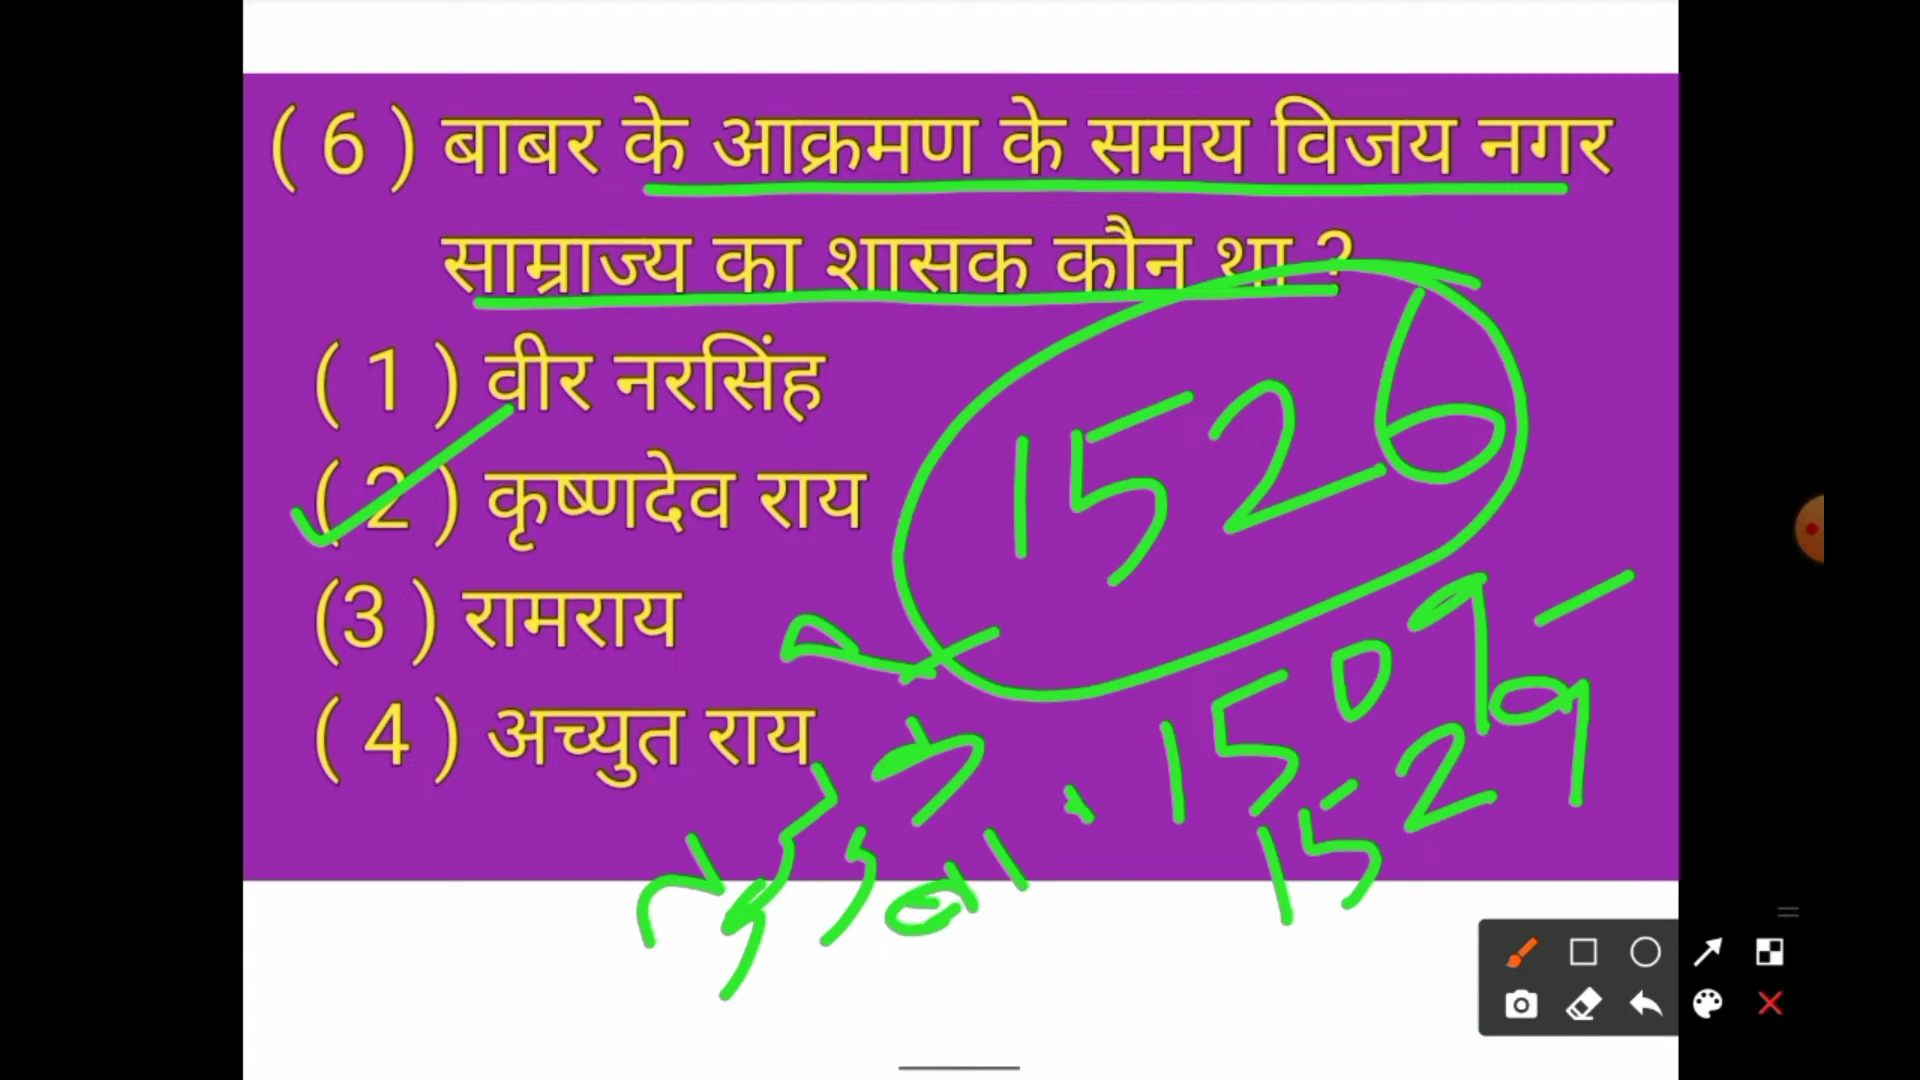 ( 6 ) बाबर के आक्रमण के समय विजय नगर
साम्राज्य का शासक कौन था ?
( 1 ) वीर नरसिंह
( 2 ) कृष्णदेव राय
(3 ) रामराय
( 4 ) अच्युत राय
1526
1509-
1529